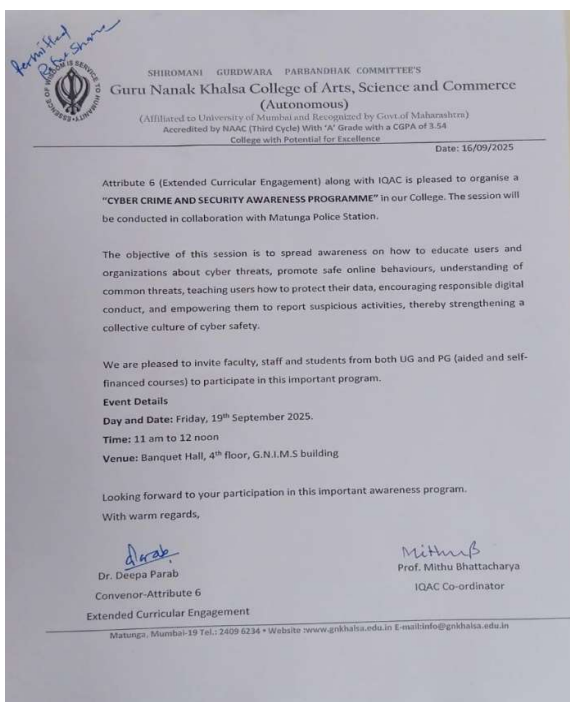 Permitted
SHIROMANI GURDWARA PARBANDHAK COMMITTEE'S
Guru Nanak Khalsa College of Arts, Science and Commerce
(Autonomous)
(Affiliated to University of Mumbai and Recognized by Govt.of Maharashtra)
Accredited by NAAC (Third Cycle) With 'A' Grade with a CGPA of 3.54
College with Potential for Excellence
ESSENCE OF WISDOM IS SERVICE TO HUMANITY
Date: 16/09/2025
Attribute 6 (Extended Curricular Engagement) along with IQAC is pleased to organise a
"CYBER CRIME AND SECURITY AWARENESS PROGRAMME" in our College. The session will
be conducted in collaboration with Matunga Police Station.
The objective of this session is to spread awareness on how to educate users and
organizations about cyber threats, promote safe online behaviours, understanding of
common threats, teaching users how to protect their data, encouraging responsible digital
conduct, and empowering them to report suspicious activities, thereby strengthening a
collective culture of cyber safety.
We are pleased to invite faculty, staff and students from both UG and PG (aided and self-
financed courses) to participate in this important program.
Event Details
Day and Date: Friday, 19th September 2025.
Time: 11 am to 12 noon
Venue: Banquet Hall, 4th floor, G.N.I.M.S building
Looking forward to your participation in this important awareness program.
With warm regards,
Dr. Deepa Parab
Convenor-Attribute 6
Extended Curricular Engagement
MithuB
Prof. Mithu Bhattacharya
IQAC Co-ordinator
Matunga, Mumbai-19 Tel.: 2409 6234 • Website :www.gnkhalsa.edu.in E-mail:info@gnkhalsa.edu.in